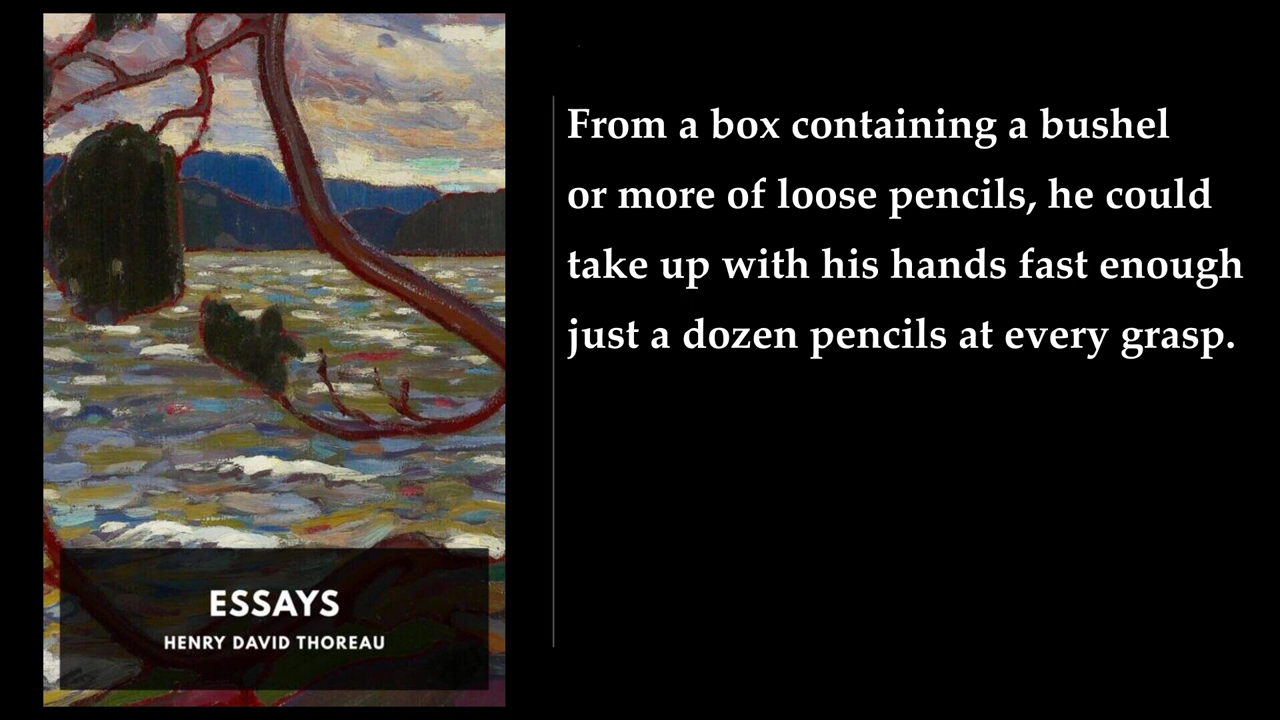 From a box containing a bushel
or more of loose pencils, he could
take up with his hands fast enough
just a dozen pencils at every grasp.
ESSAYS
HENRY DAVID THOREAU